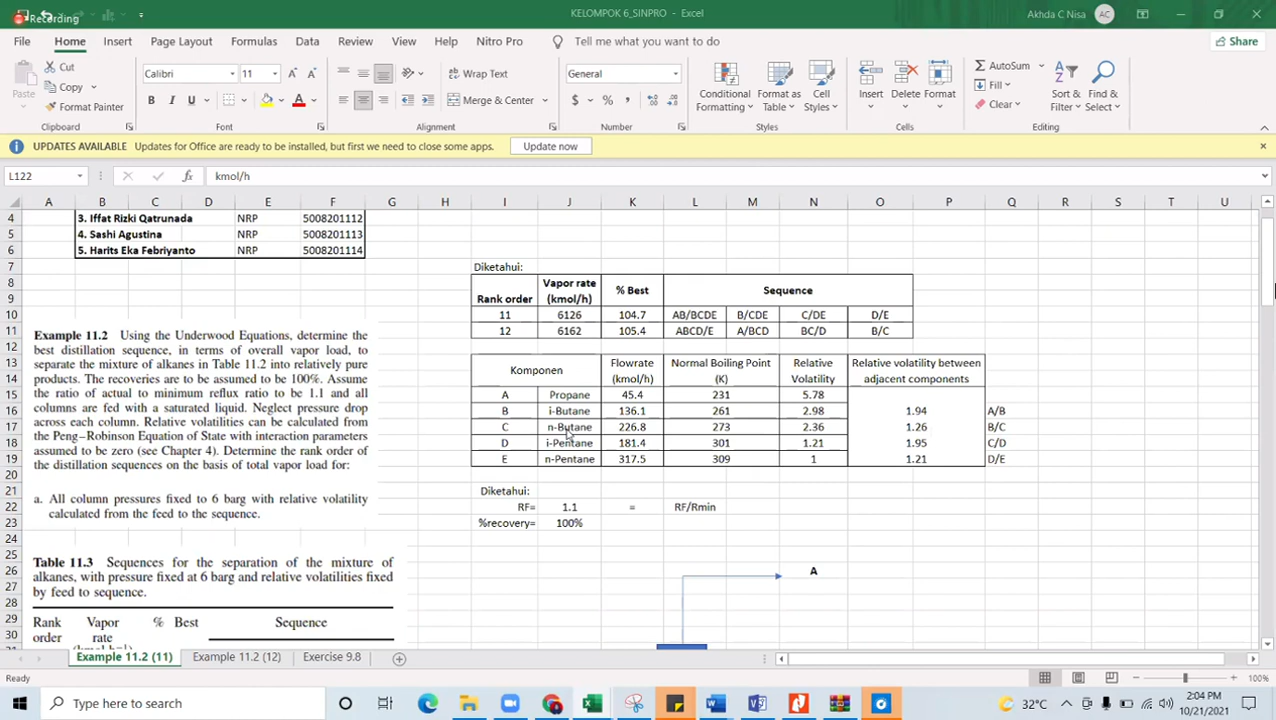 Recording
KELOMPOK 6_SINPRO - Excel
Akhda C Nisa
AC
File Home Insert Page Layout Formulas Data Review View Help Nitro Pro Tell me what you want to do Share
Paste
Cut
Copy
Format Painter
Clipboard
Calibri 11
B I U
Font
Wrap Text
Merge & Center
Alignment
General
$ % ,
Number
Conditional Formatting
Format as Table
Cell Styles
Styles
Insert Delete Format
Cells
AutoSum
Fill
Clear
Sort & Filter
Find & Select
Editing
UPDATES AVAILABLE Updates for Office are ready to be installed, but first we need to close some apps. Update now
L122 fx kmol/h
A B C D E F G H I J K L M N O P Q R S T U
4 3. Iffat Rizki Qatrunada NRP 5008201112
5 4. Sashi Agustina NRP 5008201113
6 5. Harits Eka Febriyanto NRP 5008201114
7 Diketahui:
8 Rank order Vapor rate (kmol/h) % Best Sequence
9
10 11 6126 104.7 AB/BCDE B/CDE C/DE D/E
11 12 6162 105.4 ABCD/E A/BCD BC/D B/C
12
13 Komponen Flowrate Normal Boiling Point Relative Relative volatility between
14 (kmol/h) (K) Volatility adjacent components
15 A Propane 45.4 231 5.78
16 B i-Butane 136.1 261 2.98 1.94 A/B
17 C n-Butane 226.8 273 2.36 1.26 B/C
18 D i-Pentane 181.4 301 1.21 1.95 C/D
19 E n-Pentane 317.5 309 1 1.21 D/E
20
21 Diketahui:
22 RF= 1.1 = RF/Rmin
23 %recovery= 100%
24
25
26 A
27
28
29
30
Example 11.2 Using the Underwood Equations, determine the
best distillation sequence, in terms of overall vapor load, to
separate the mixture of alkanes in Table 11.2 into relatively pure
products. The recoveries are to be assumed to be 100%. Assume
the ratio of actual to minimum reflux ratio to be 1.1 and all
columns are fed with a saturated liquid. Neglect pressure drop
across each column. Relative volatilities can be calculated from
the Peng–Robinson Equation of State with interaction parameters
assumed to be zero (see Chapter 4). Determine the rank order of
the distillation sequences on the basis of total vapor load for:
a. All column pressures fixed to 6 barg with relative volatility
calculated from the feed to the sequence.
Table 11.3 Sequences for the separation of the mixture of
alkanes, with pressure fixed at 6 barg and relative volatilities fixed
by feed to sequence.
Rank Vapor % Best Sequence
order rate
Example 11.2 (11) Example 11.2 (12) Exercise 9.8
Ready
100%
Type here to search
32°C
2:04 PM
10/21/2021